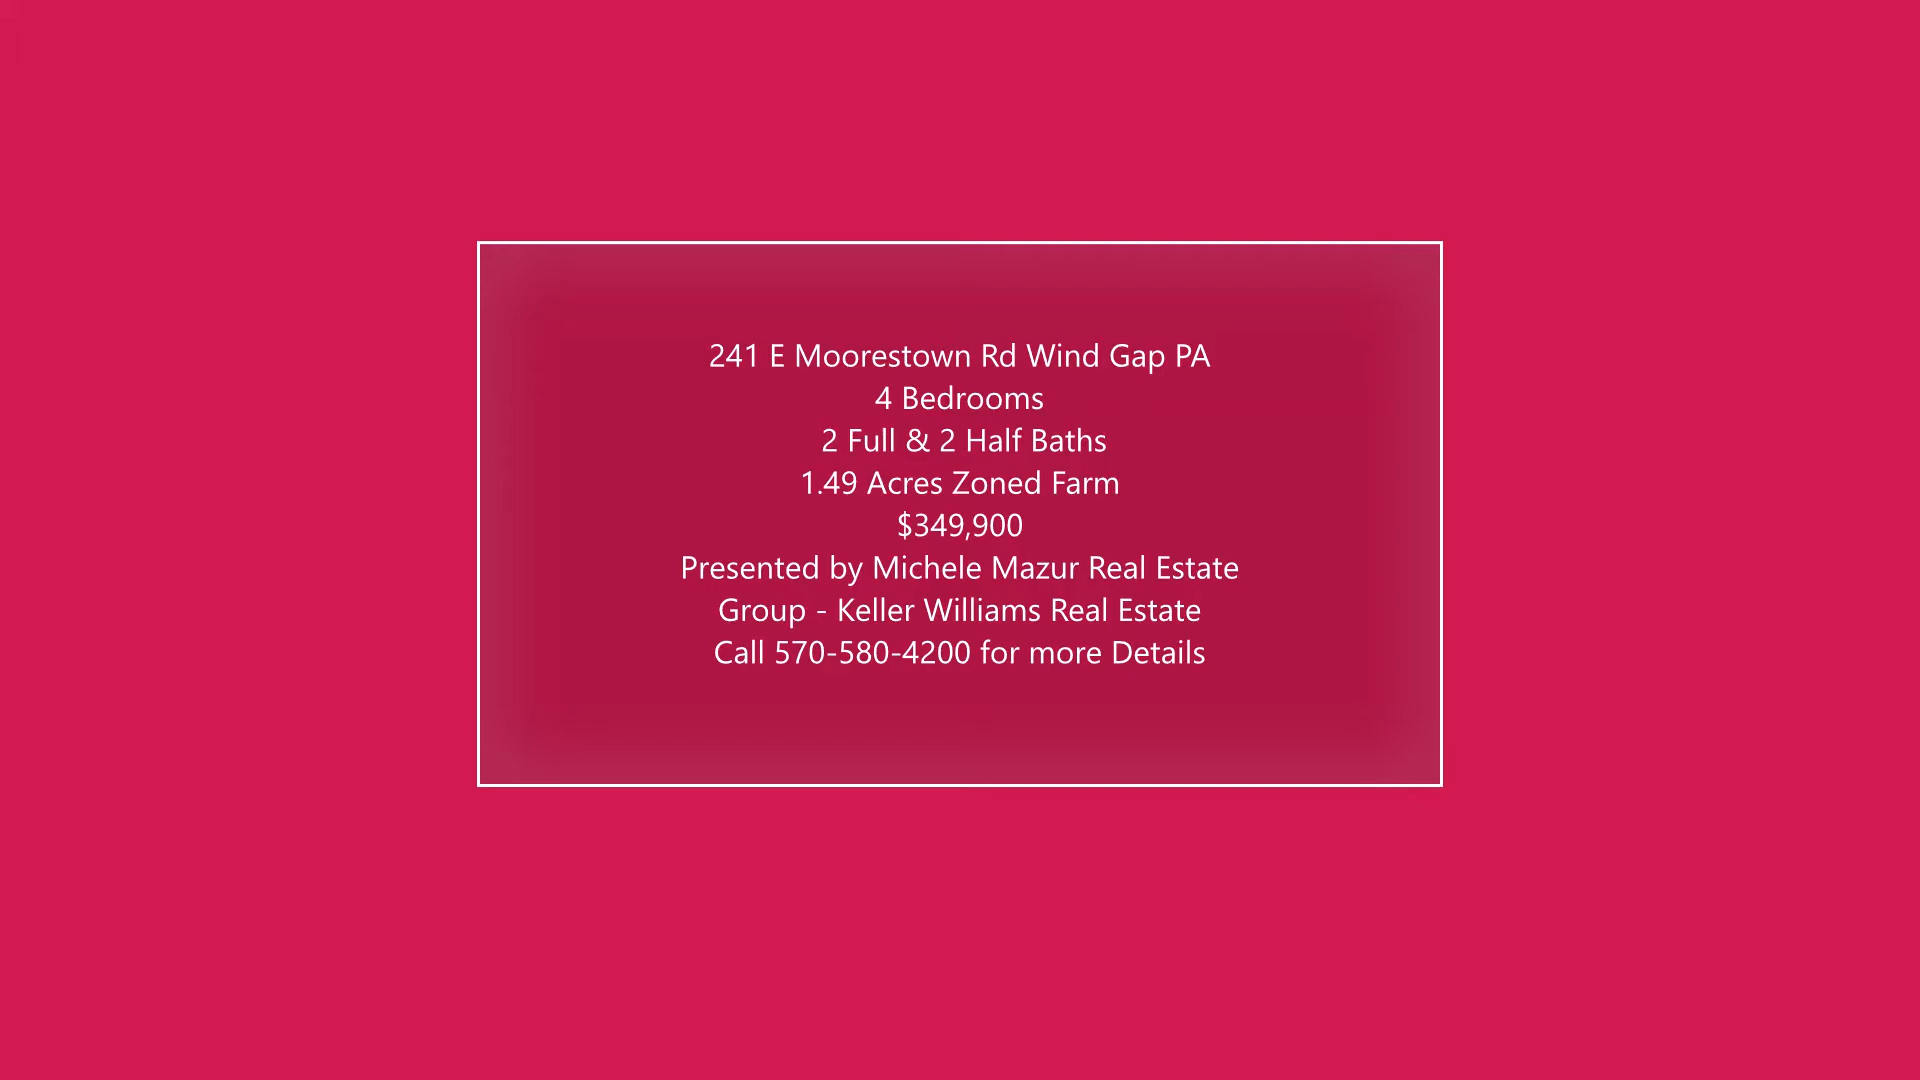 241 E Moorestown Rd Wind Gap PA
4 Bedrooms
2 Full & 2 Half Baths
1.49 Acres Zoned Farm
$349,900
Presented by Michele Mazur Real Estate
Group - Keller Williams Real Estate
Call 570-580-4200 for more Details